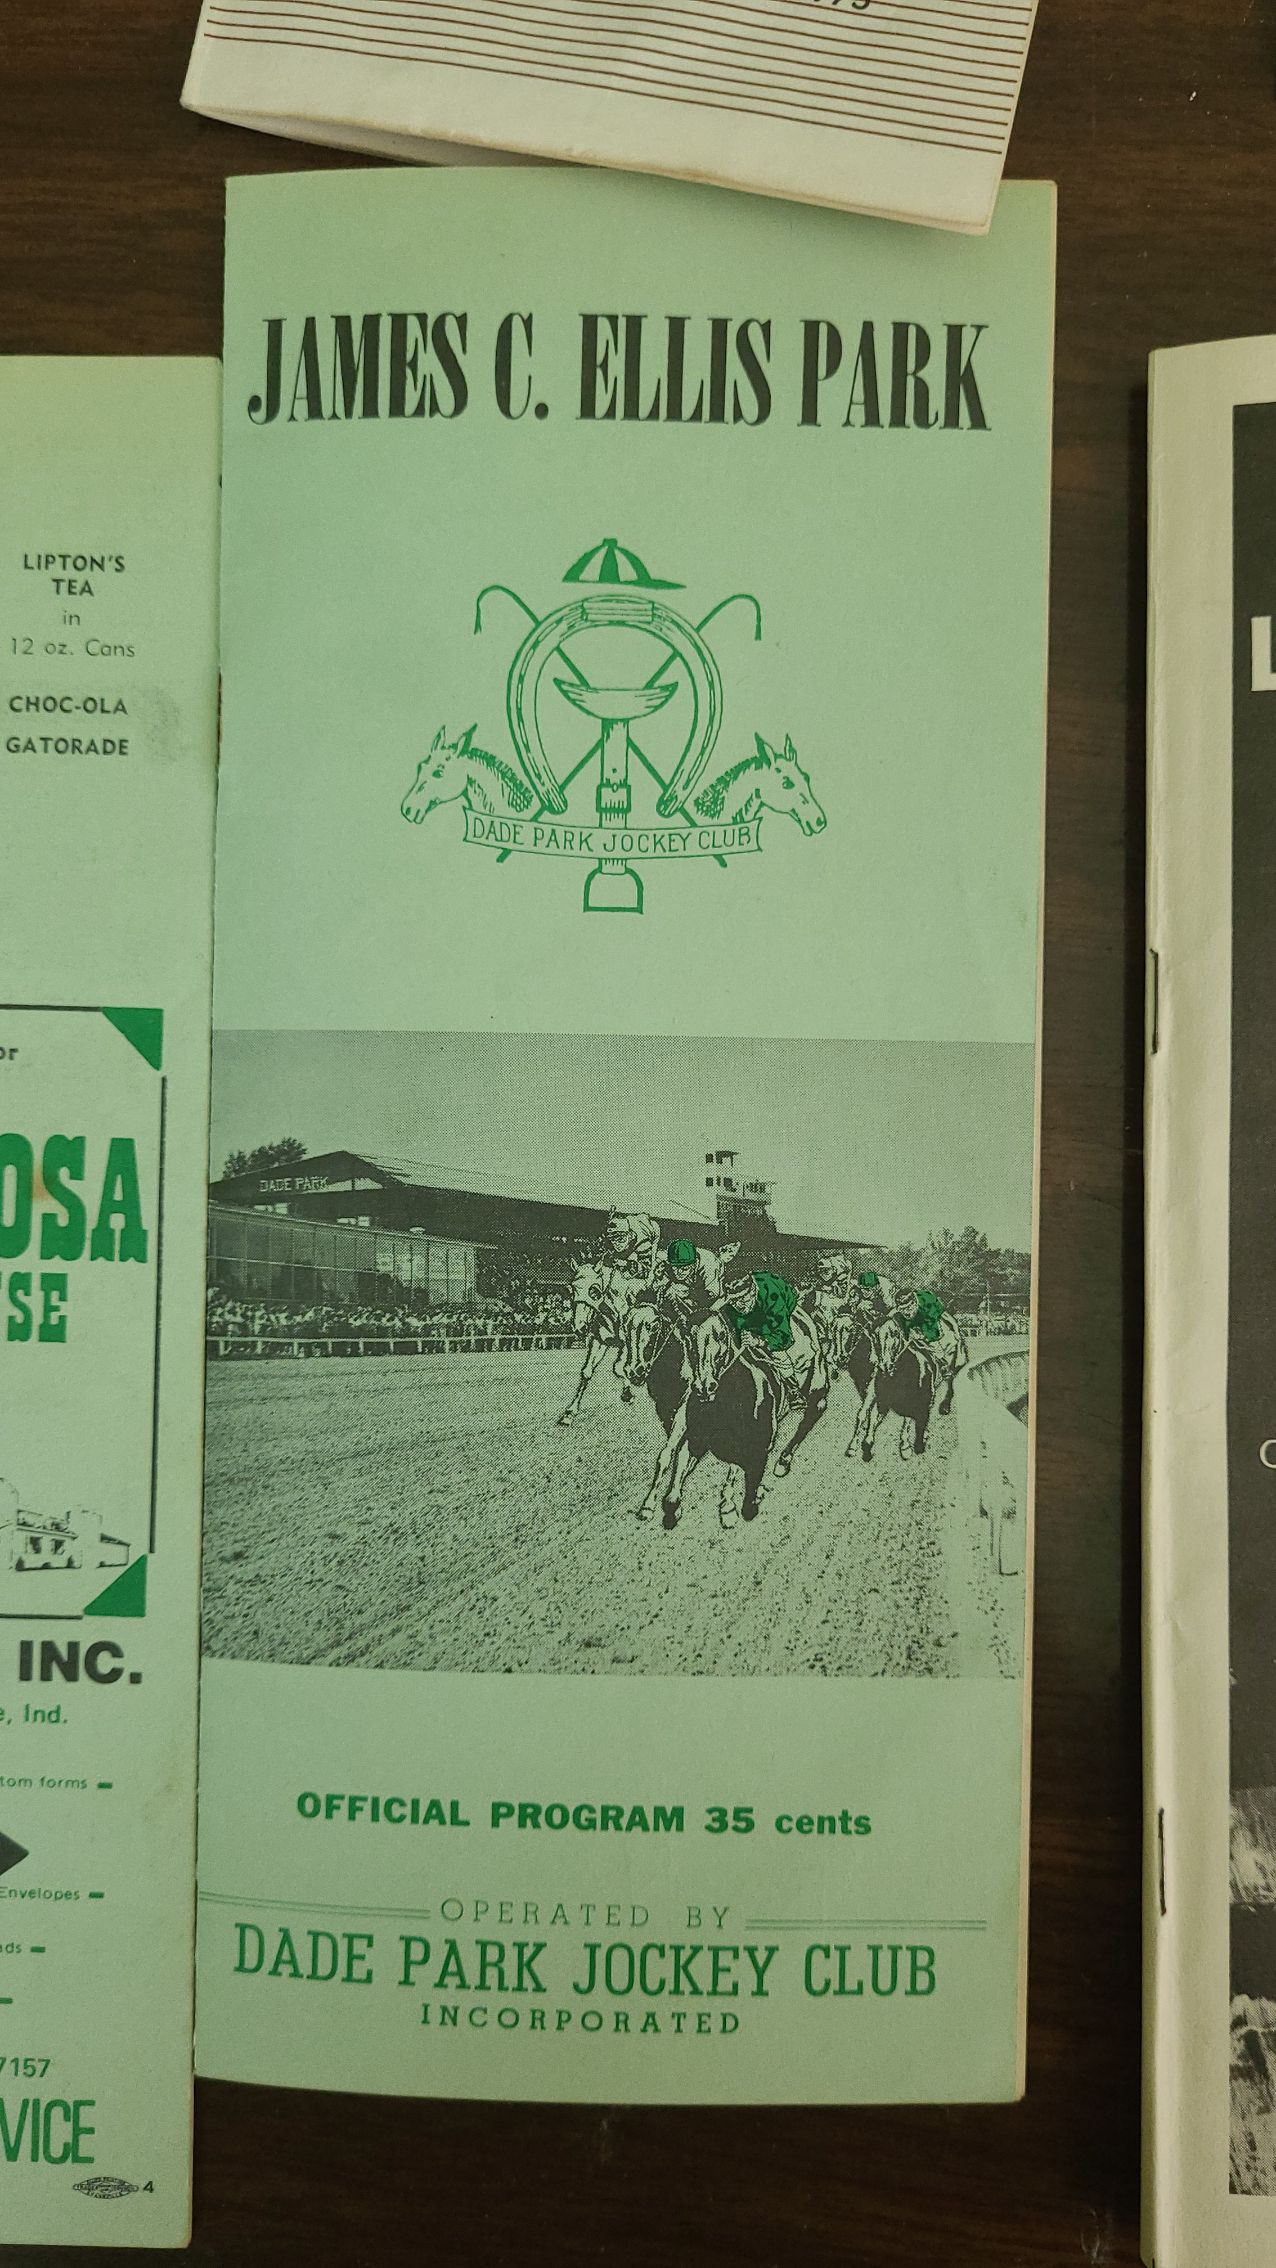 JAMES C. ELLIS PARK
DADE PARK JOCKEY CLUB
DADE PARK
OFFICIAL PROGRAM 35 cents
OPERATED BY
DADE PARK JOCKEY CLUB
INCORPORATED
LIPTON'S
TEA
in
12 oz. Cans
CHOC-OLA
GATORADE
OSA
SE
INC.
Ind.
forms
Envelopes
7157
VICE
4
L